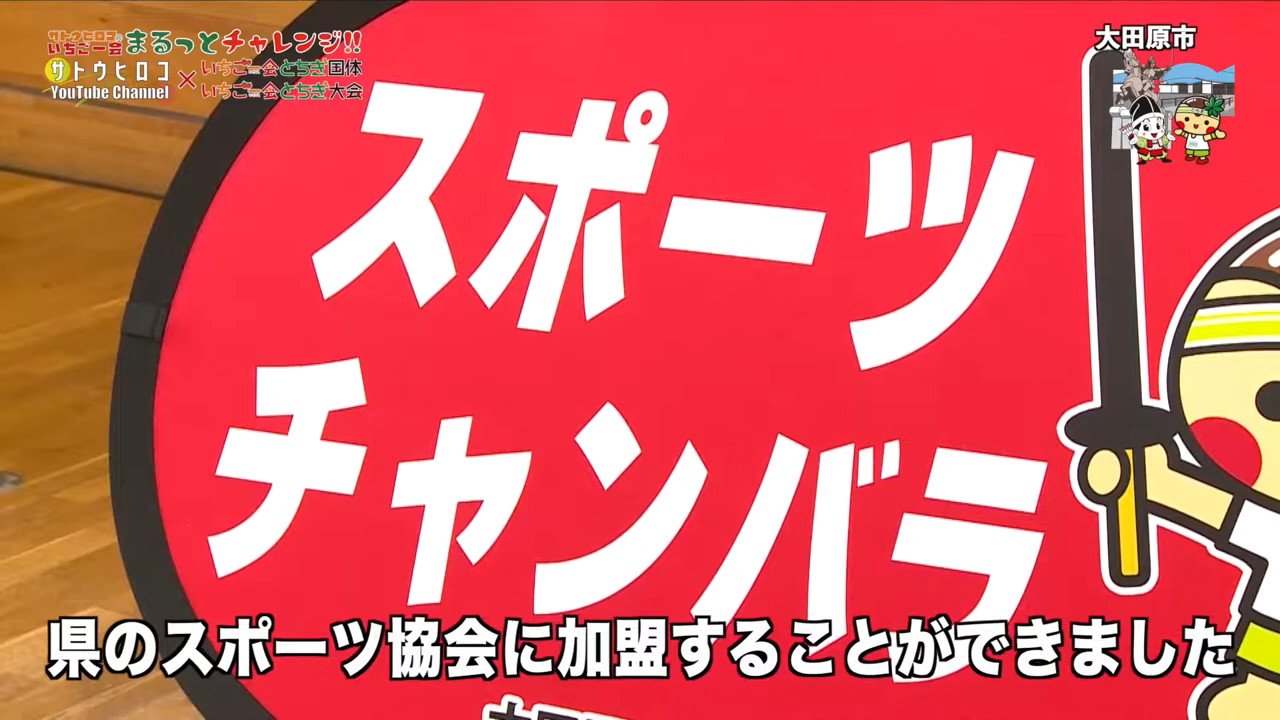 サトウヒロコの
いちご一会 まるっとチャレンジ!!
サトウヒロコ
YouTube Channel
×
いちご一会とちぎ国体
いちご一会とちぎ大会
大田原市
スポーツ
チャンバラ
県のスポーツ協会に加盟することができました